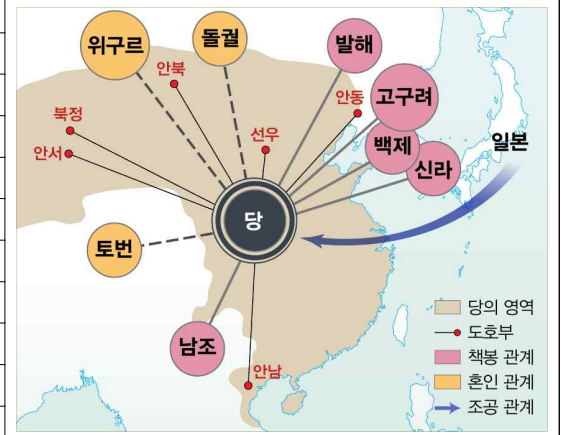 위구르
돌궐
발해
안북
고구려
북정
안동
안서
선우
백제
신라
일본
당
토번
남조
안남
당의 영역
도호부
책봉 관계
혼인 관계
조공 관계